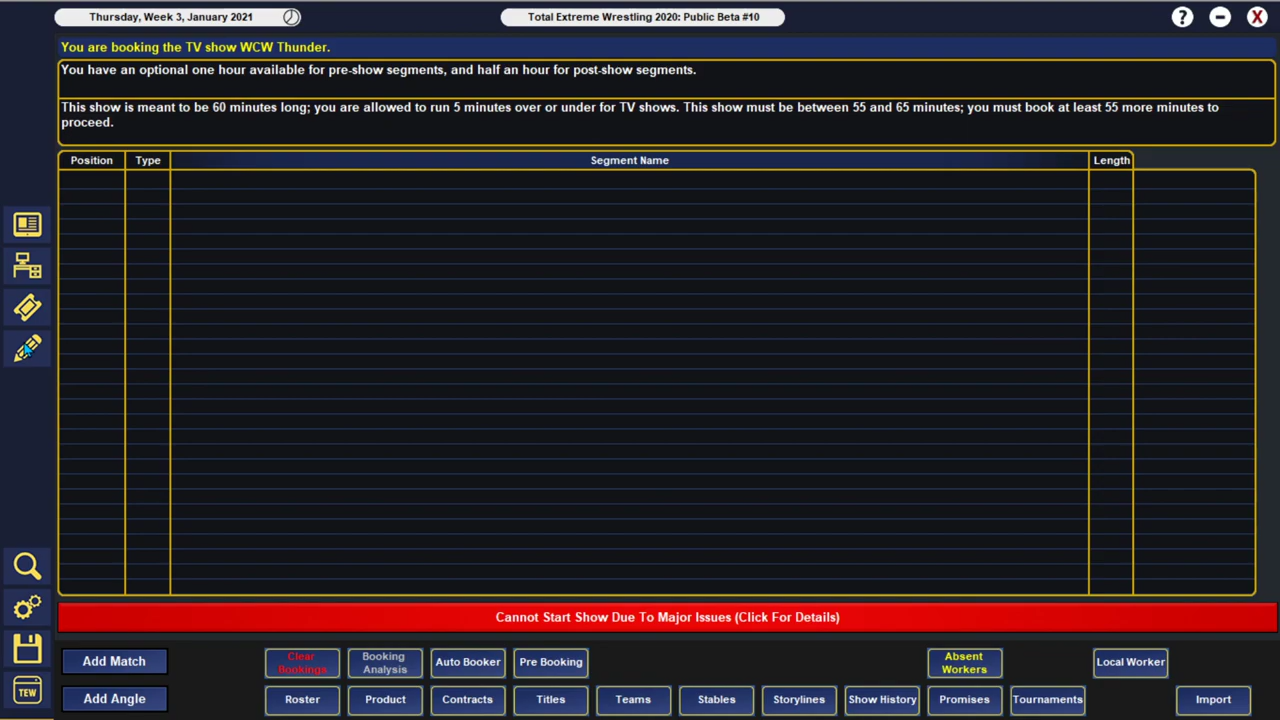 Thursday, Week 3, January 2021
Total Extreme Wrestling 2020: Public Beta #10
?
X
You are booking the TV show WCW Thunder.
You have an optional one hour available for pre-show segments, and half an hour for post-show segments.
This show is meant to be 60 minutes long; you are allowed to run 5 minutes over or under for TV shows. This show must be between 55 and 65 minutes; you must book at least 55 more minutes to
proceed.
Position Type Segment Name Length
Cannot Start Show Due To Major Issues (Click For Details)
Add Match
Clear
Bookings
Booking
Analysis
Auto Booker
Pre Booking
Absent
Workers
Local Worker
TEW
Add Angle
Roster
Product
Contracts
Titles
Teams
Stables
Storylines
Show History
Promises
Tournaments
Import